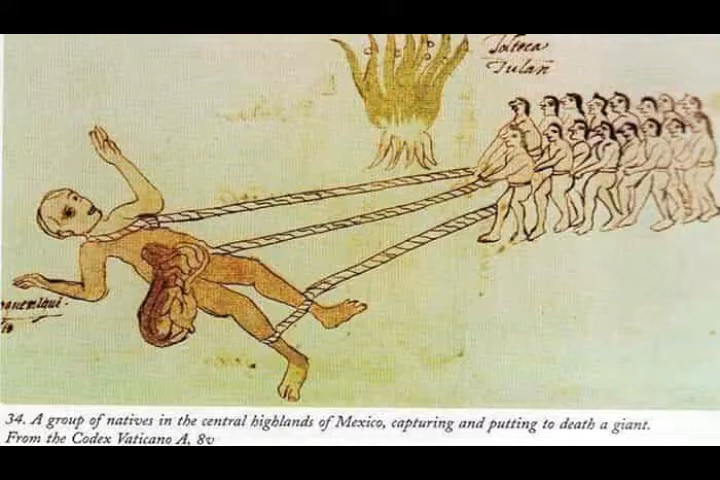 Tolteca
Tulan
34. A group of natives in the central highlands of Mexico, capturing and putting to death a giant.
From the Codex Vaticano A, 8v